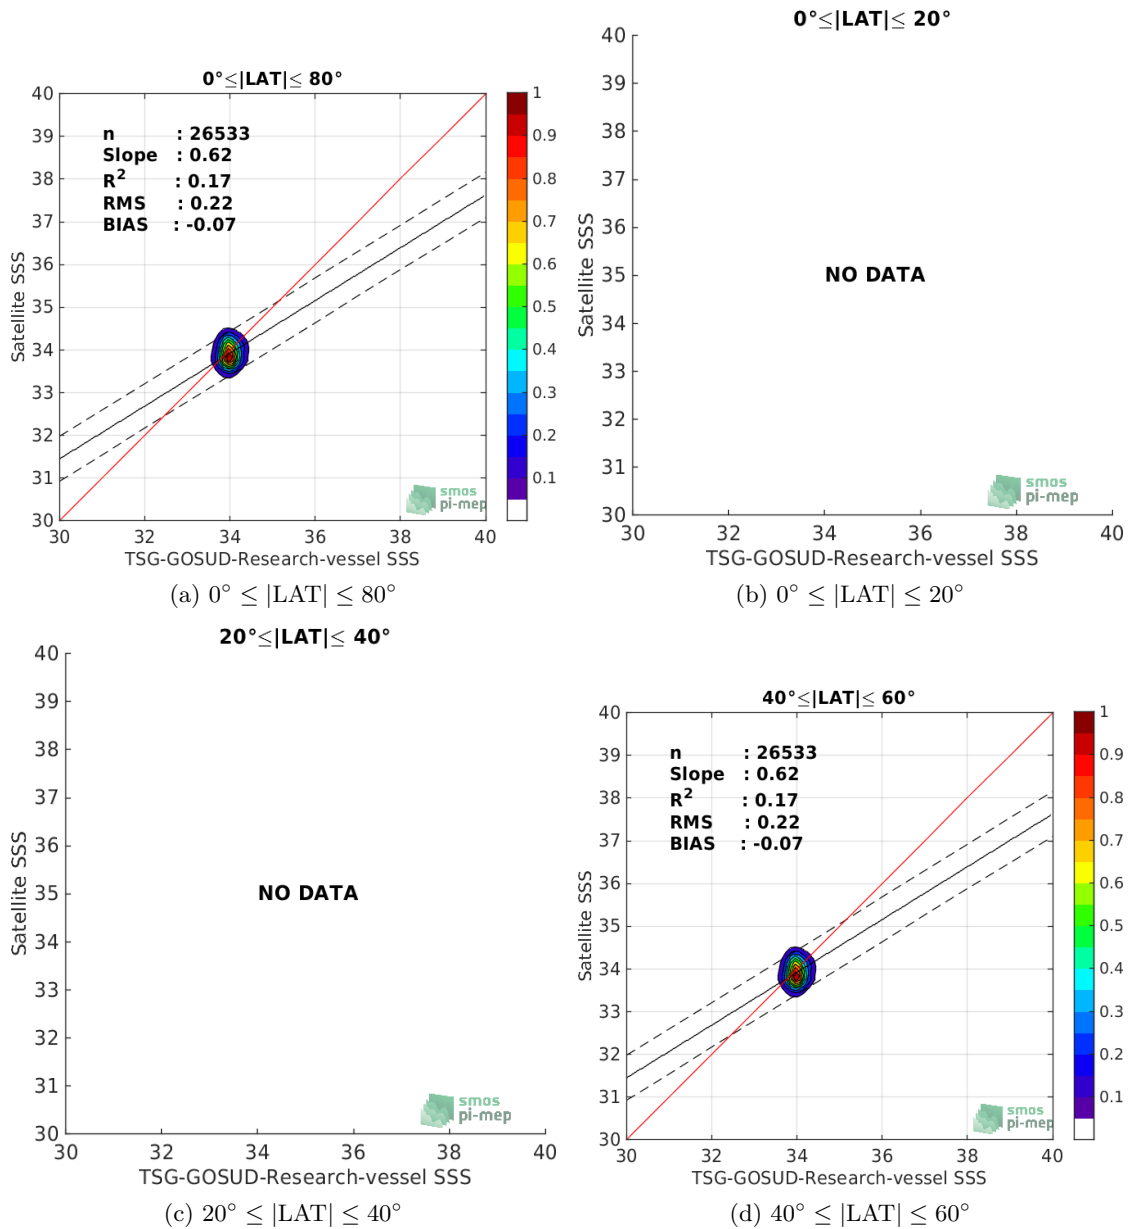 0°≤|LAT|≤ 80°
40
39
38
37
36
35
34
33
32
31
30
30 32 34 36 38 40
Satellite SSS
TSG-GOSUD-Research-vessel SSS
n : 26533
Slope : 0.62
R² : 0.17
RMS : 0.22
BIAS : -0.07
smos
pi-mep
1
0.9
0.8
0.7
0.6
0.5
0.4
0.3
0.2
0.1
(a) 0° ≤ |LAT| ≤ 80°
0°≤|LAT|≤ 20°
40
39
38
37
36
35
34
33
32
31
30
30 32 34 36 38 40
Satellite SSS
TSG-GOSUD-Research-vessel SSS
NO DATA
smos
pi-mep
(b) 0° ≤ |LAT| ≤ 20°
20°≤|LAT|≤ 40°
40
39
38
37
36
35
34
33
32
31
30
30 32 34 36 38 40
Satellite SSS
TSG-GOSUD-Research-vessel SSS
NO DATA
smos
pi-mep
(c) 20° ≤ |LAT| ≤ 40°
40°≤|LAT|≤ 60°
40
39
38
37
36
35
34
33
32
31
30
30 32 34 36 38 40
Satellite SSS
TSG-GOSUD-Research-vessel SSS
n : 26533
Slope : 0.62
R² : 0.17
RMS : 0.22
BIAS : -0.07
smos
pi-mep
1
0.9
0.8
0.7
0.6
0.5
0.4
0.3
0.2
0.1
(d) 40° ≤ |LAT| ≤ 60°